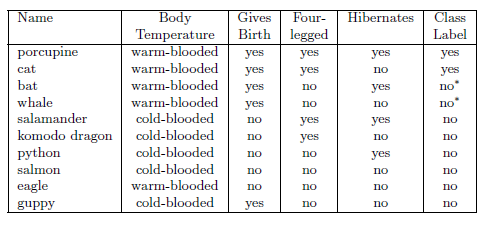 Name Body Gives Four- Hibernates Class
Temperature Birth legged Label
porcupine warm-blooded yes yes yes yes
cat warm-blooded yes yes no yes
bat warm-blooded yes no yes no*
whale warm-blooded yes no no no*
salamander cold-blooded no yes yes no
komodo dragon cold-blooded no yes no no
python cold-blooded no no yes no
salmon cold-blooded no no no no
eagle warm-blooded no no no no
guppy cold-blooded yes no no no